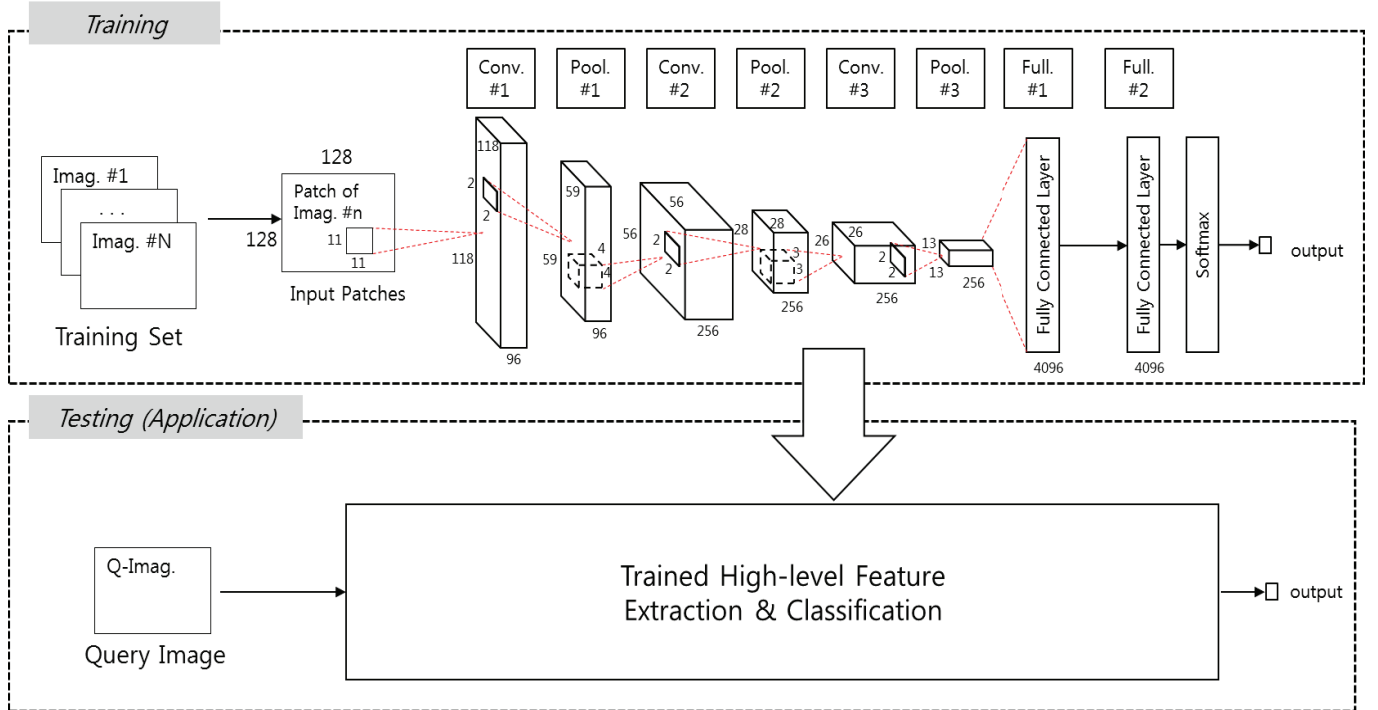 Training
Conv.
#1
Pool.
#1
Conv.
#2
Pool.
#2
Conv.
#3
Pool.
#3
Full.
#1
Full.
#2
Imag. #1
. . .
Imag. #N
Training Set
128
128
Patch of
Imag. #n
11
11
Input Patches
118
2
2
118
96
59
59
4
4
96
56
56
2
2
256
28
28
3
3
256
26
26
2
2
256
13
13
256
Fully Connected Layer
4096
Fully Connected Layer
4096
Softmax
output
Testing (Application)
Q-Imag.
Query Image
Trained High-level Feature
Extraction & Classification
output